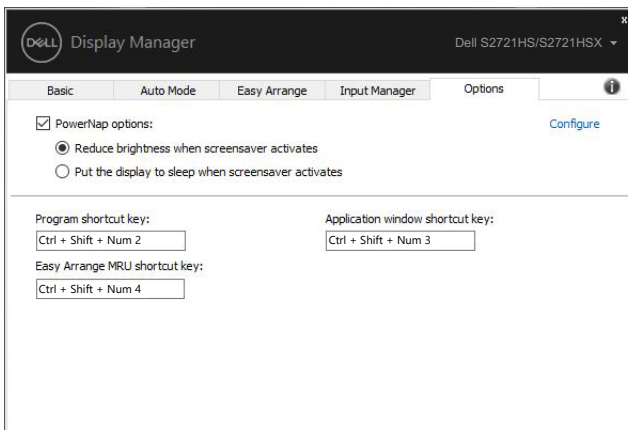 x
DELL Display Manager
Dell S2721HS/S2721HSX
Basic Auto Mode Easy Arrange Input Manager Options
PowerNap options: Configure
Reduce brightness when screensaver activates
Put the display to sleep when screensaver activates
Program shortcut key: Application window shortcut key:
Ctrl + Shift + Num 2 Ctrl + Shift + Num 3
Easy Arrange MRU shortcut key:
Ctrl + Shift + Num 4